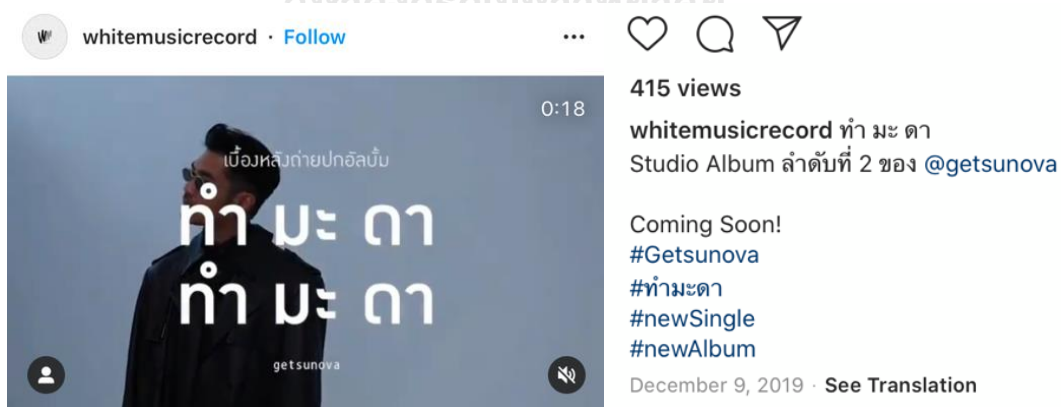 whitemusicrecord · Follow
0:18
เบื้องหลังถ่ายปกอัลบั้ม
ทำ มะ ดา
ทำ มะ ดา
getsunova
415 views
whitemusicrecord ทำ มะ ดา
Studio Album ลำดับที่ 2 ของ @getsunova
Coming Soon!
#Getsunova
#ทำมะดา
#newSingle
#newAlbum
December 9, 2019 · See Translation